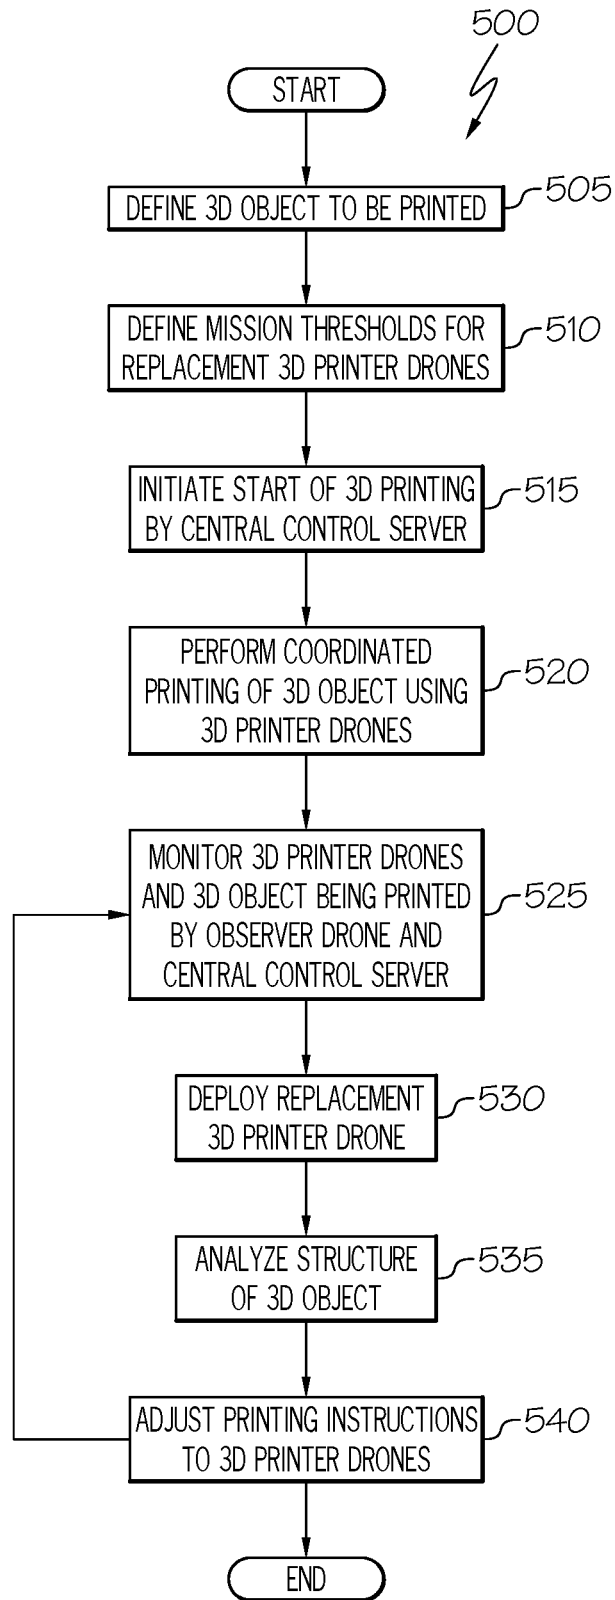 500
START
DEFINE 3D OBJECT TO BE PRINTED
505
DEFINE MISSION THRESHOLDS FOR
REPLACEMENT 3D PRINTER DRONES
510
INITIATE START OF 3D PRINTING
BY CENTRAL CONTROL SERVER
515
PERFORM COORDINATED
PRINTING OF 3D OBJECT USING
3D PRINTER DRONES
520
MONITOR 3D PRINTER DRONES
AND 3D OBJECT BEING PRINTED
BY OBSERVER DRONE AND
CENTRAL CONTROL SERVER
525
DEPLOY REPLACEMENT
3D PRINTER DRONE
530
ANALYZE STRUCTURE
OF 3D OBJECT
535
ADJUST PRINTING INSTRUCTIONS
TO 3D PRINTER DRONES
540
END